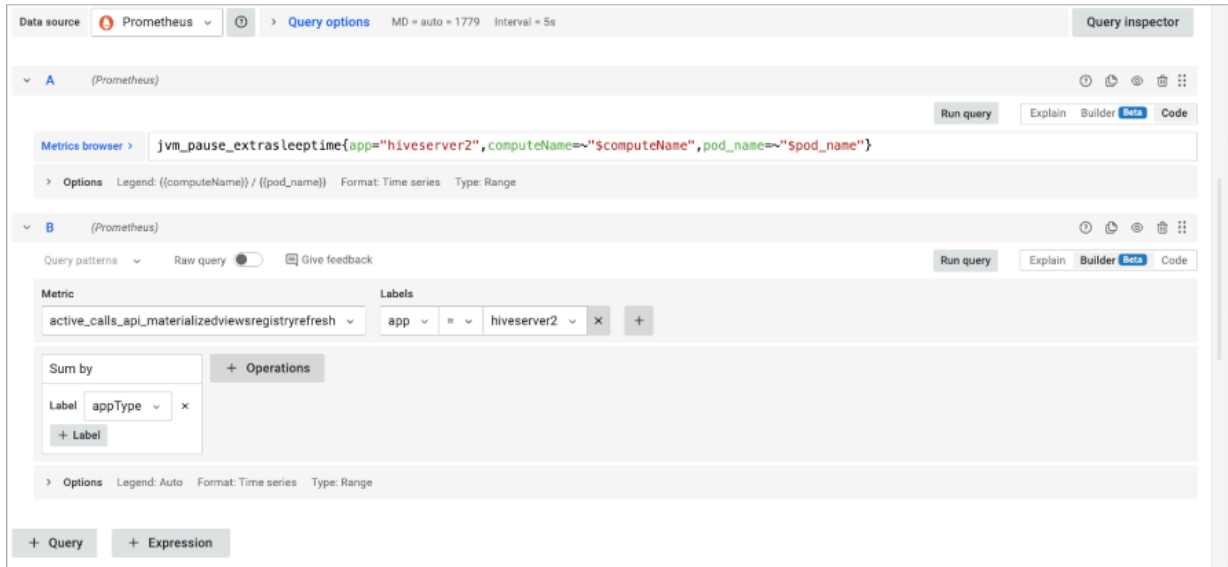 Data source Prometheus Query options MD = auto = 1779 Interval = 5s Query inspector
A (Prometheus)
Run query Explain Builder Beta Code
Metrics browser > jvm_pause_extrasleeptime{app="hiveserver2",computeName=~"$computeName",pod_name=~"$pod_name"}
> Options Legend: {{computeName}} / {{pod_name}} Format: Time series Type: Range
B (Prometheus)
Query patterns Raw query Give feedback Run query Explain Builder Beta Code
Metric Labels
active_calls_api_materializedviewsregistryrefresh app = hiveserver2 × +
Sum by + Operations
Label appType ×
+ Label
> Options Legend: Auto Format: Time series Type: Range
+ Query + Expression